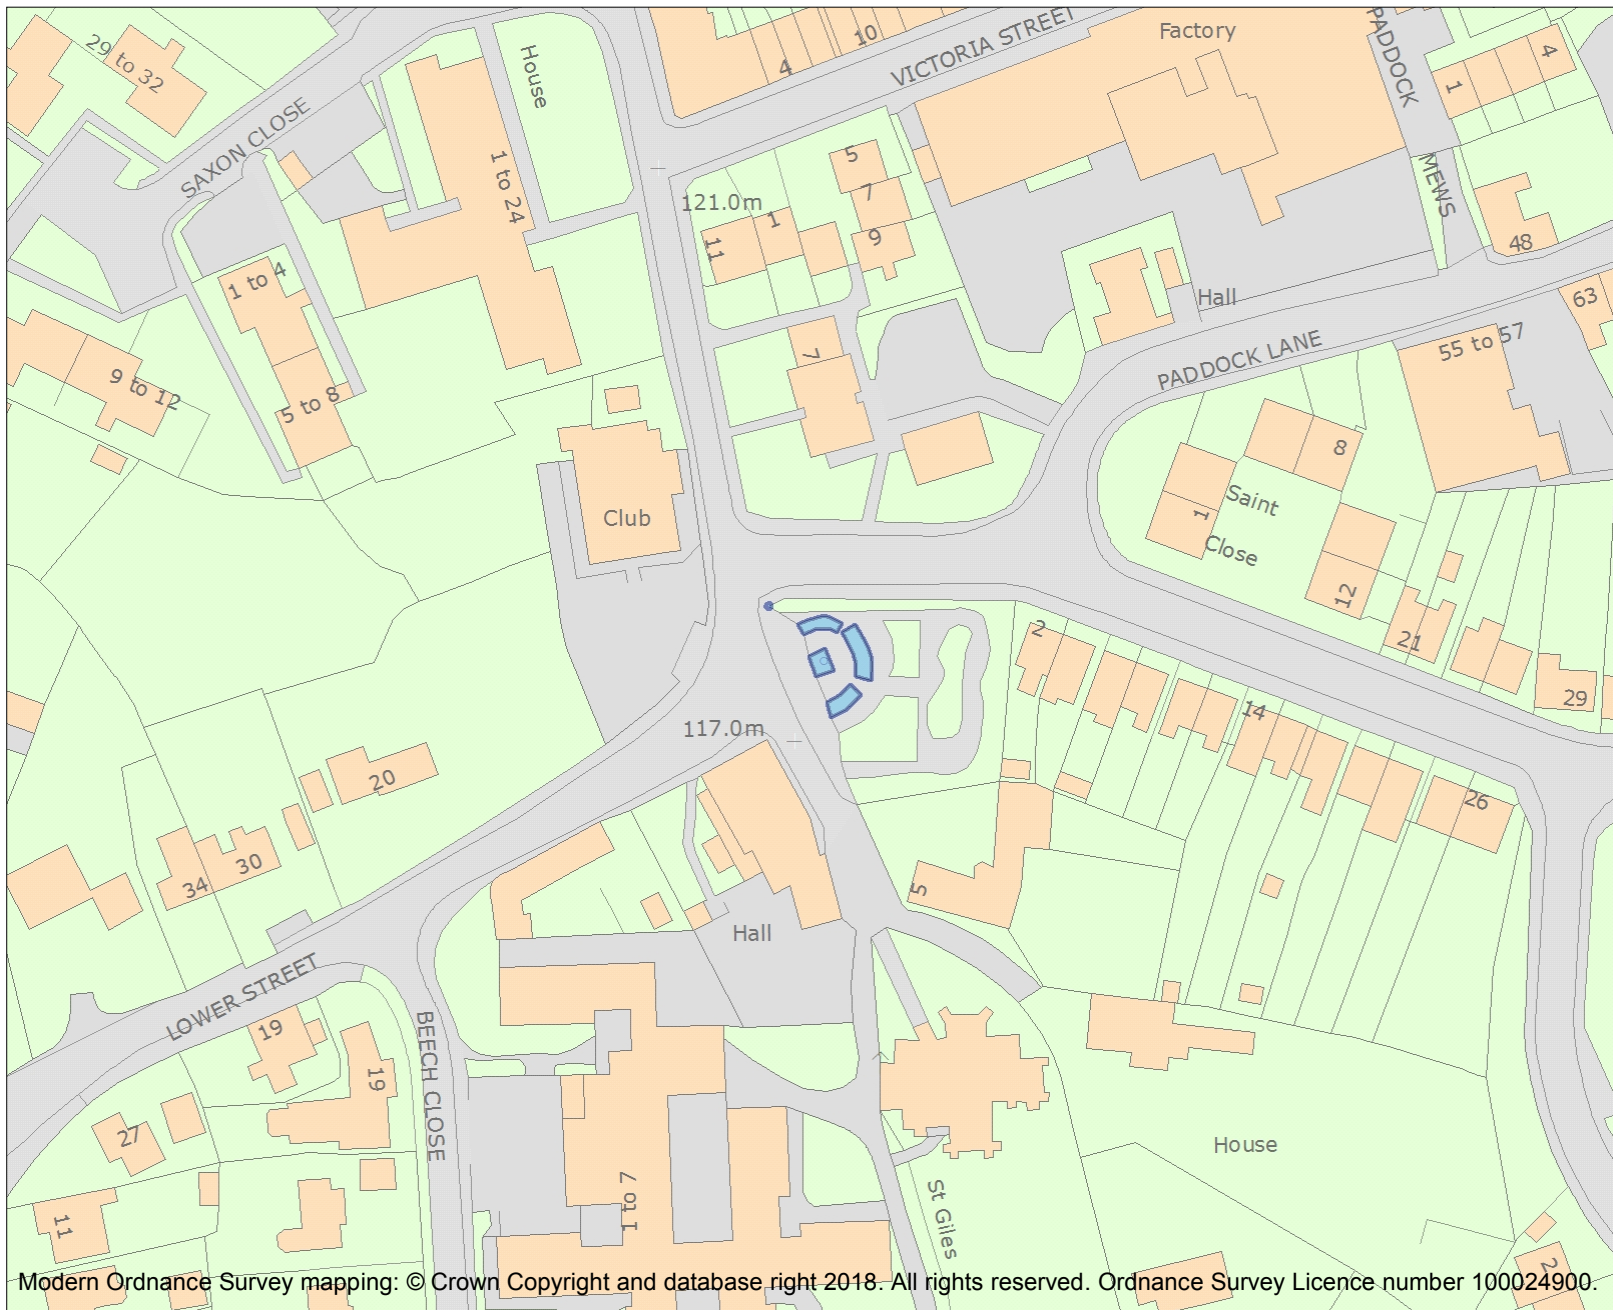 29 to 32
SAXON CLOSE
House
1 to 24
4
10
VICTORIA STREET
Factory
PADDOCK
MEWS
1
4
121.0m
11
1
5
7
9
48
1 to 4
Hall
63
7
PADDOCK LANE
55 to 57
9 to 12
5 to 8
8
Club
1
Saint
Close
12
2
21
117.0m
14
29
20
26
30
34
5
Hall
LOWER STREET
BEECH CLOSE
19
19
27
House
11
1 to 7
St Giles
2
Modern Ordnance Survey mapping: © Crown Copyright and database right 2018. All rights reserved. Ordnance Survey Licence number 100024900.